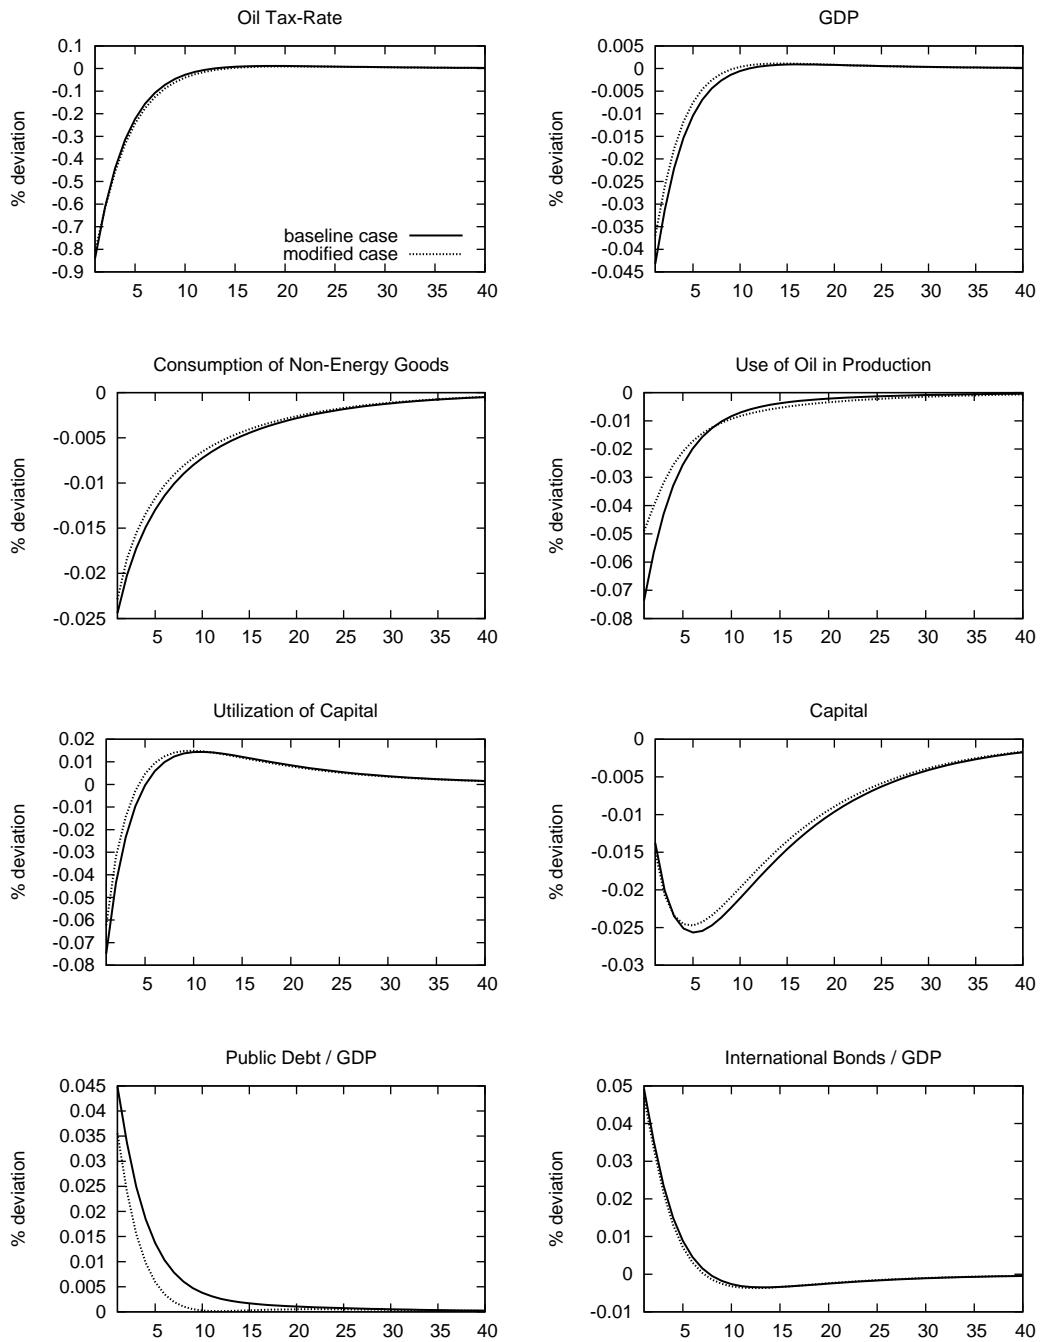 Oil Tax-Rate
% deviation
0.1
0
-0.1
-0.2
-0.3
-0.4
-0.5
-0.6
-0.7
-0.8
-0.9
baseline case
modified case
5 10 15 20 25 30 35 40
GDP
% deviation
0.005
0
-0.005
-0.01
-0.015
-0.02
-0.025
-0.03
-0.035
-0.04
-0.045
5 10 15 20 25 30 35 40
Consumption of Non-Energy Goods
% deviation
0
-0.005
-0.01
-0.015
-0.02
-0.025
5 10 15 20 25 30 35 40
Use of Oil in Production
% deviation
0
-0.01
-0.02
-0.03
-0.04
-0.05
-0.06
-0.07
-0.08
5 10 15 20 25 30 35 40
Utilization of Capital
% deviation
0.02
0.01
0
-0.01
-0.02
-0.03
-0.04
-0.05
-0.06
-0.07
-0.08
5 10 15 20 25 30 35 40
Capital
% deviation
0
-0.005
-0.01
-0.015
-0.02
-0.025
-0.03
5 10 15 20 25 30 35 40
Public Debt / GDP
% deviation
0.045
0.04
0.035
0.03
0.025
0.02
0.015
0.01
0.005
0
5 10 15 20 25 30 35 40
International Bonds / GDP
% deviation
0.05
0.04
0.03
0.02
0.01
0
-0.01
5 10 15 20 25 30 35 40